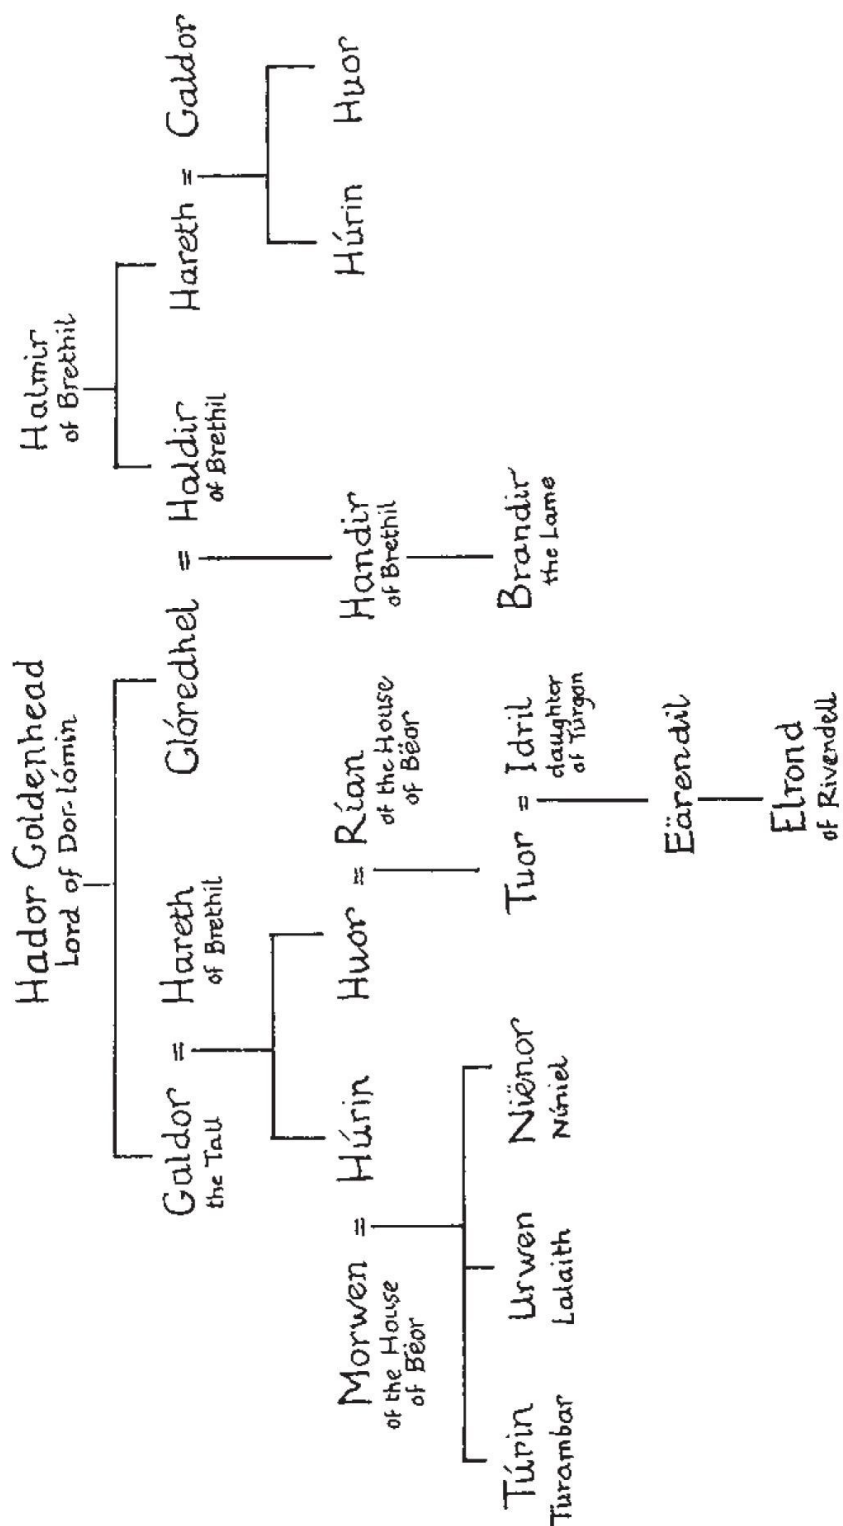 Hador Goldenhead
Lord of Dor-lómin
Halmir
of Brethil
Galdor = Hareth
the Tall of Brethil
Glóredhel = Haldir
of Brethil
Hareth = Galdor
Morwen = Húrin
of the House
of Bëor
Huor = Rían
of the House
of Bëor
Handir
of Brethil
Húrin Huor
Túrin Urwen Niënor
Turambar Lalaith Níniel
Tuor = Idril
daughter
of Turgon
Brandir
the Lame
Eärendil
Elrond
of Rivendell